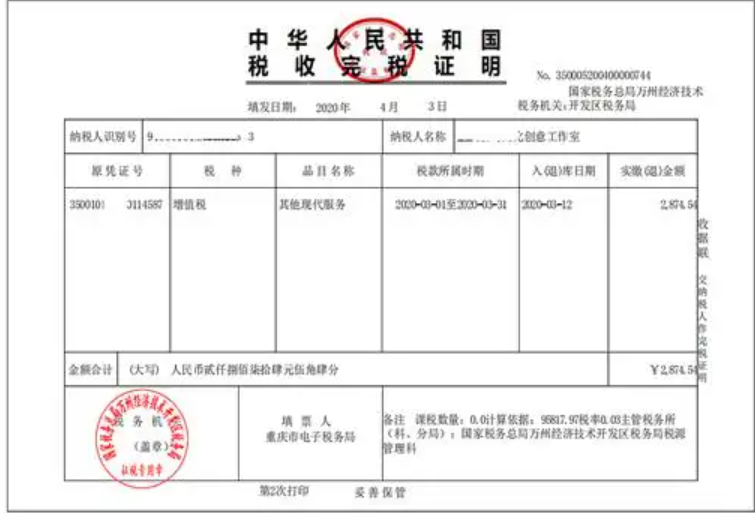 中华人民共和国
税收完税证明
No. 350005200400000744
国家税务总局万州经济技术
填发日期: 2020年 4月 3日 税务机关: 开发区税务局
纳税人识别号 9 3 纳税人名称 创意工作室
原凭证号 税 种 品目名称 税款所属时期 入(退)库日期 实缴(退)金额
350010 3114587 增值税 其他现代服务 2020-03-01至2020-03-31 2020-03-12 2,874.54
收据联 交纳税人作完税证明
金额合计 (大写) 人民币贰仟捌佰柒拾肆元伍角肆分 ¥2,874.54
税务机
(盖章)
国家税务总局万州经济技术开发区税务局
征税专用章
填 票 人
重庆市电子税务局
备注 课税数量: 0.0计算依据: 95817.97税率0.03主管税务所
(科、分局): 国家税务总局万州经济技术开发区税务局税源
管理科
第2次打印 妥善保管